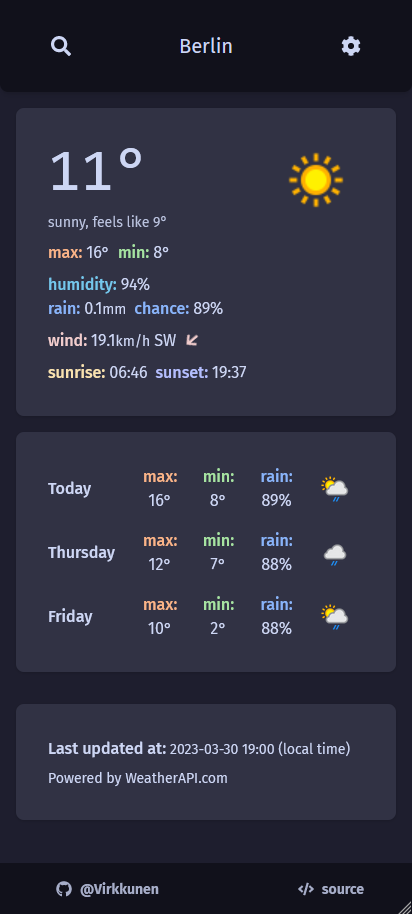 Berlin
11°
sunny, feels like 9°
max: 16° min: 8°
humidity: 94%
rain: 0.1mm chance: 89%
wind: 19.1km/h SW
sunrise: 06:46 sunset: 19:37
Today max: 16° min: 8° rain: 89%
Thursday max: 12° min: 7° rain: 88%
Friday max: 10° min: 2° rain: 88%
Last updated at: 2023-03-30 19:00 (local time)
Powered by WeatherAPI.com
@Virkkunen </> source